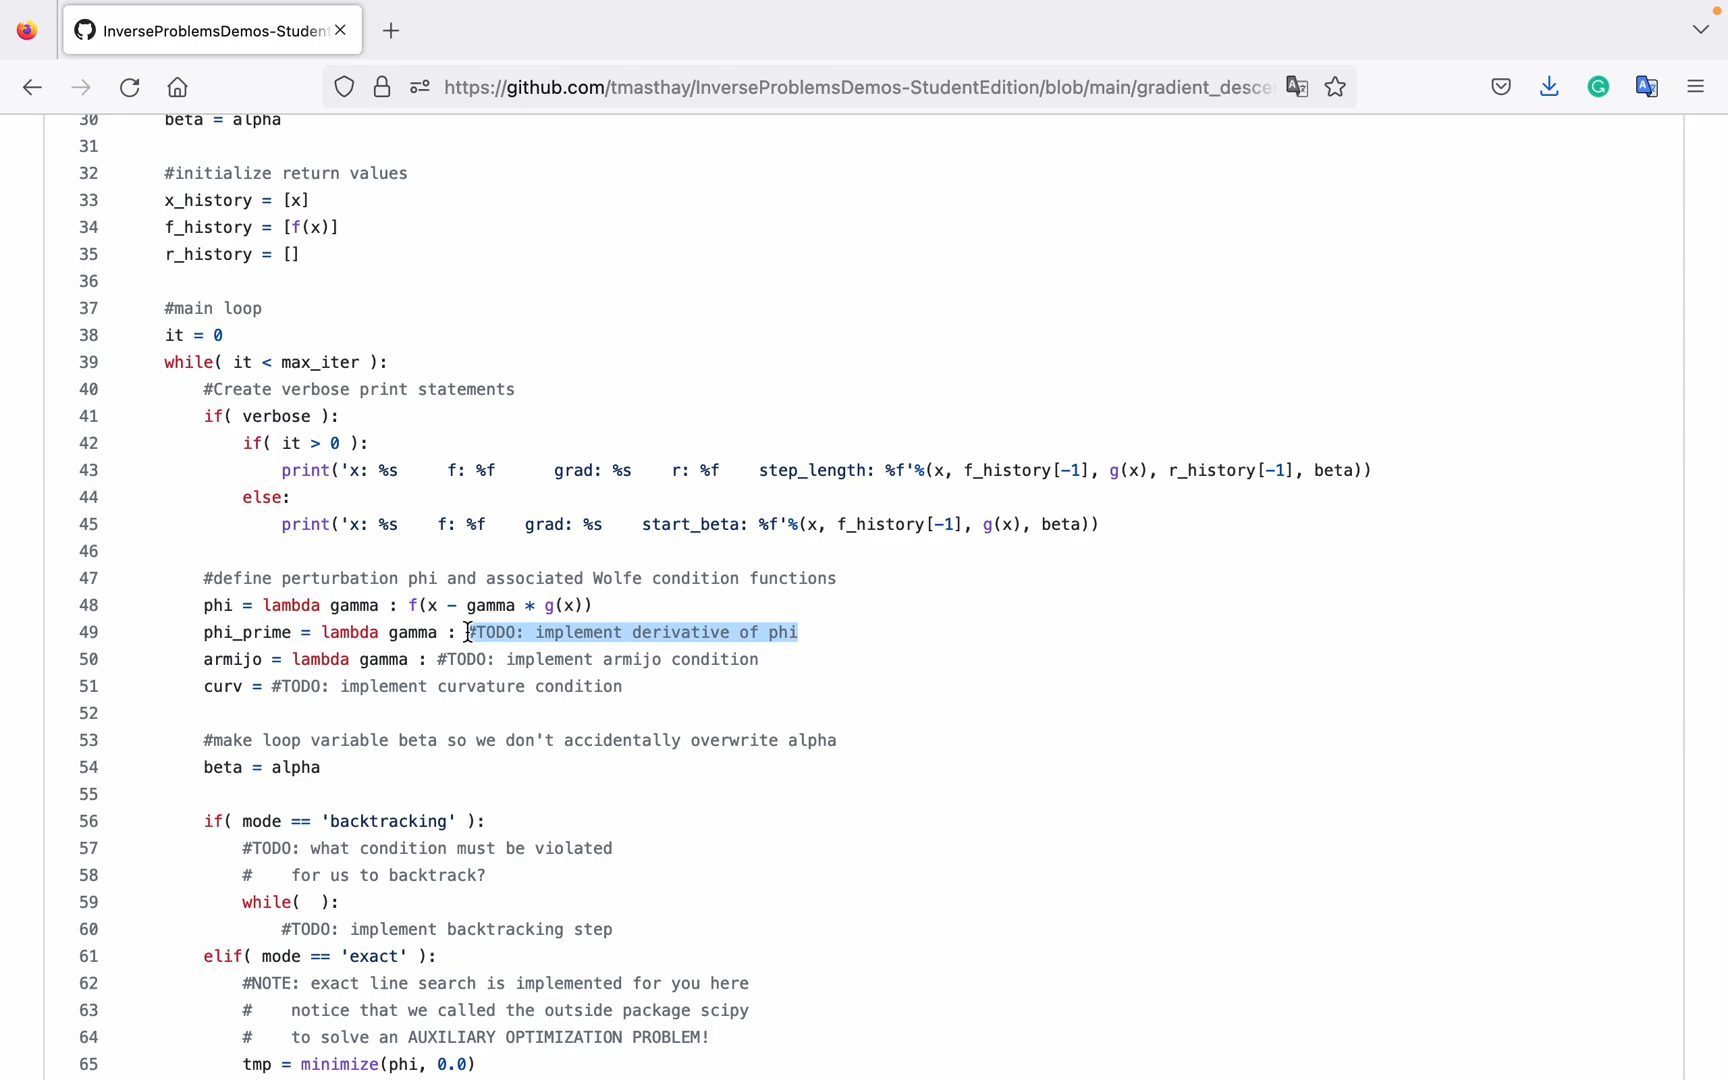 InverseProblemsDemos-Student
https://github.com/tmasthay/InverseProblemsDemos-StudentEdition/blob/main/gradient_desce
30 beta = alpha
31
32 #initialize return values
33 x_history = [x]
34 f_history = [f(x)]
35 r_history = []
36
37 #main loop
38 it = 0
39 while( it < max_iter ):
40 #Create verbose print statements
41 if( verbose ):
42 if( it > 0 ):
43 print('x: %s     f: %f      grad: %s    r: %f    step_length: %f'%(x, f_history[-1], g(x), r_history[-1], beta))
44 else:
45 print('x: %s    f: %f    grad: %s    start_beta: %f'%(x, f_history[-1], g(x), beta))
46
47 #define perturbation phi and associated Wolfe condition functions
48 phi = lambda gamma : f(x - gamma * g(x))
49 phi_prime = lambda gamma : #TODO: implement derivative of phi
50 armijo = lambda gamma : #TODO: implement armijo condition
51 curv = #TODO: implement curvature condition
52
53 #make loop variable beta so we don't accidentally overwrite alpha
54 beta = alpha
55
56 if( mode == 'backtracking' ):
57 #TODO: what condition must be violated
58 #    for us to backtrack?
59 while(  ):
60 #TODO: implement backtracking step
61 elif( mode == 'exact' ):
62 #NOTE: exact line search is implemented for you here
63 #    notice that we called the outside package scipy
64 #    to solve an AUXILIARY OPTIMIZATION PROBLEM!
65 tmp = minimize(phi, 0.0)